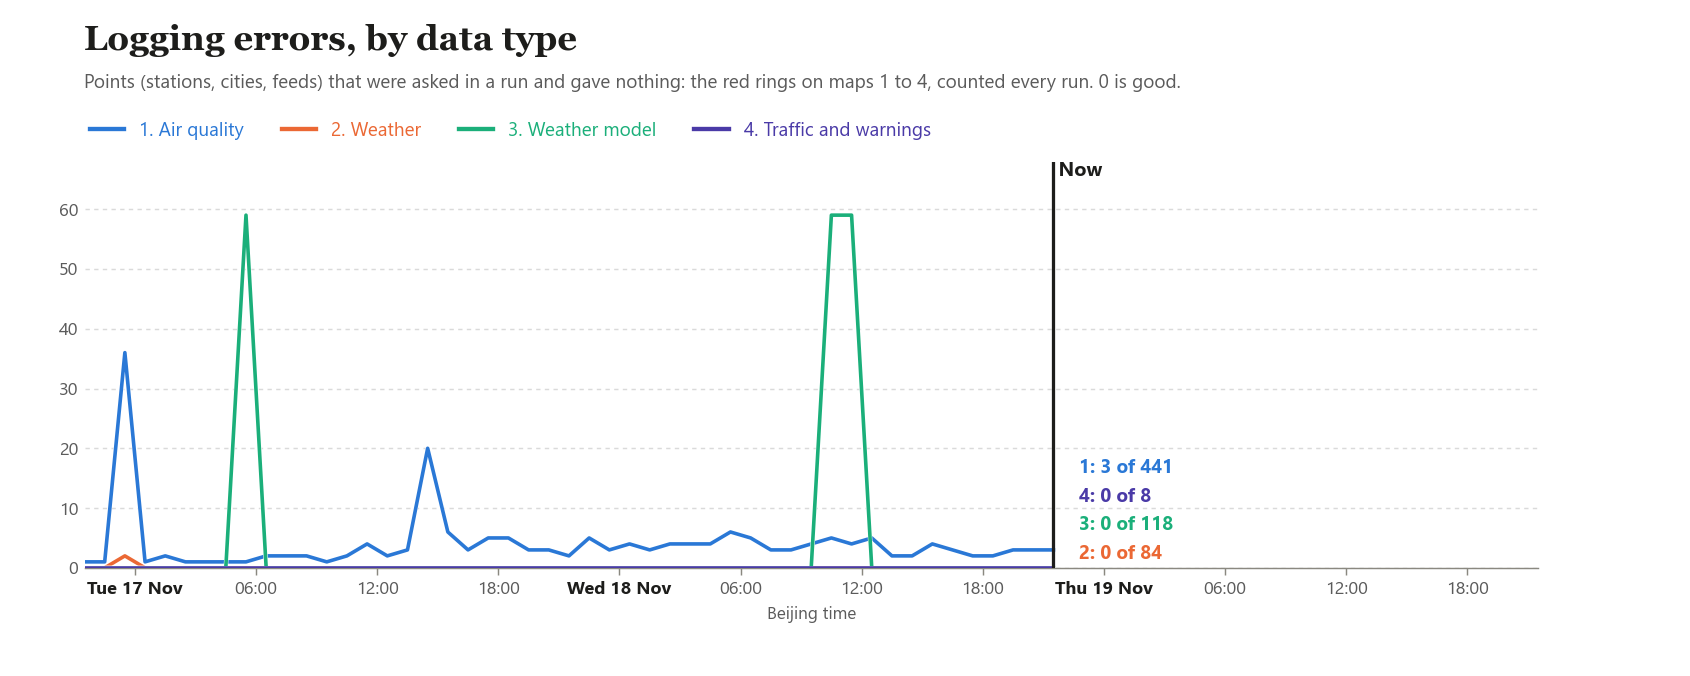 Logging errors, by data type
Points (stations, cities, feeds) that were asked in a run and gave nothing: the red rings on maps 1 to 4, counted every run. 0 is good.
1. Air quality 2. Weather 3. Weather model 4. Traffic and warnings
Now
60
50
40
30
20
10
0
1: 3 of 441
4: 0 of 8
3: 0 of 118
2: 0 of 84
Tue 17 Nov 06:00 12:00 18:00 Wed 18 Nov 06:00 12:00 18:00 Thu 19 Nov 06:00 12:00 18:00
Beijing time